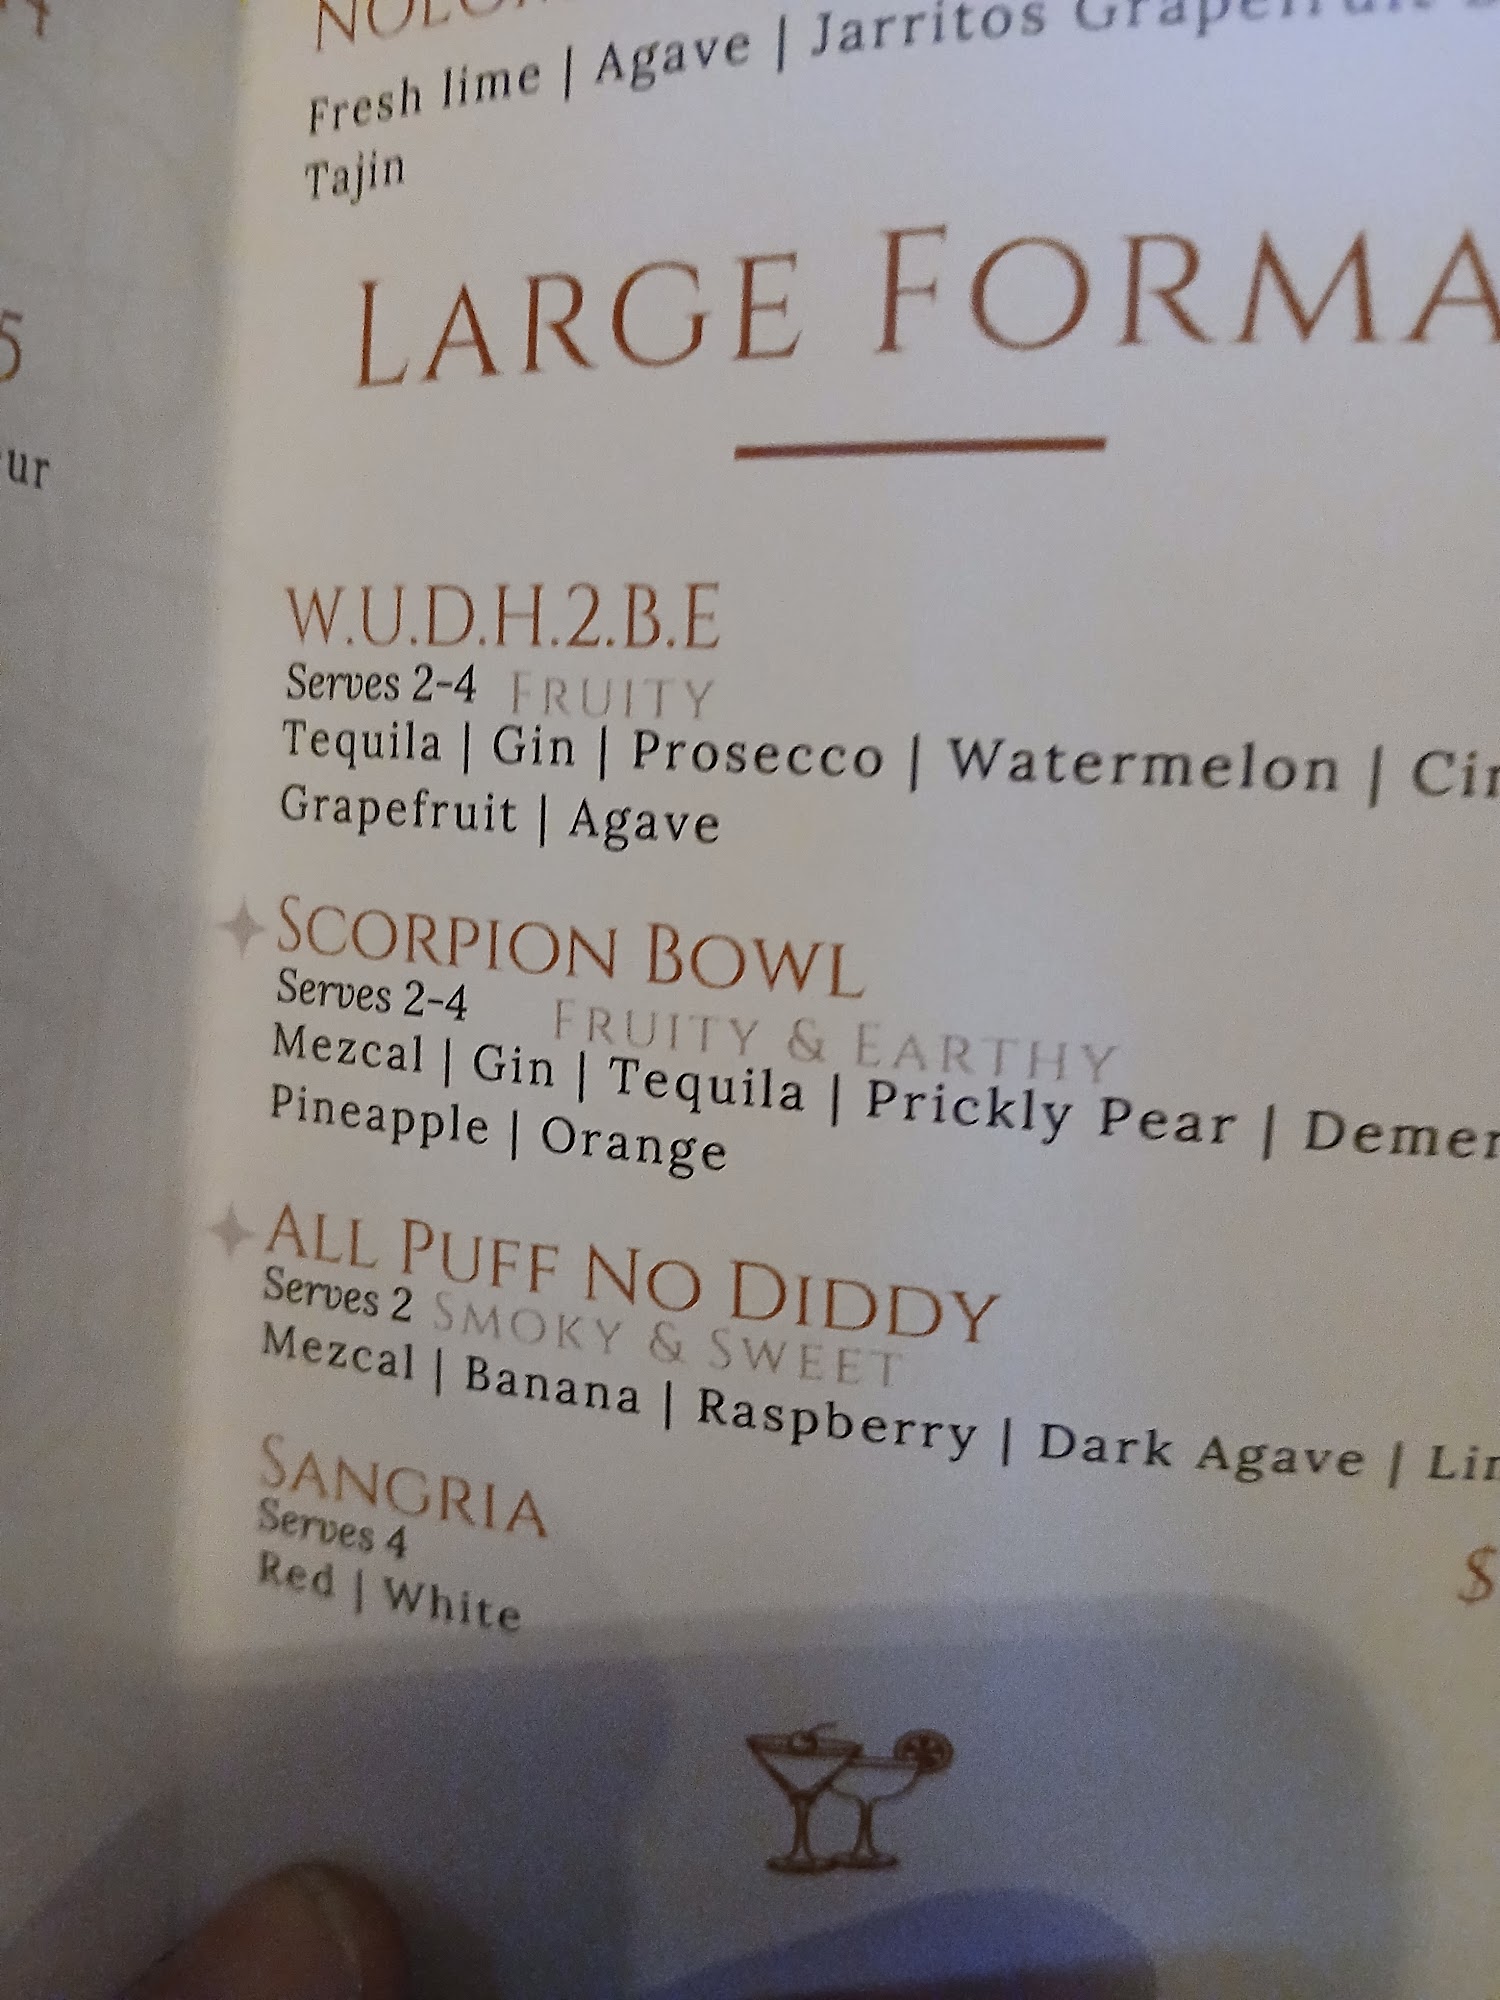 Fresh lime | Agave | Jarritos Grapefruit
Tajin
LARGE
W.U.D.H.2.B.E
Serves 2-4 FRUITY
Tequila | Gin | Prosecco | Watermelon |
Grapefruit | Agave
SCORPION BOWL
Serves 2-4 FRUITY & EARTHY
Mezcal | Gin | Tequila | Prickly Pear |
Pineapple | Orange
ALL PUFF NO DIDDY
Serves 2 SMOKY & SWEET
Mezcal | Banana | Raspberry | Dark Agave |
SANGRIA
Serves 4
$
Red | White